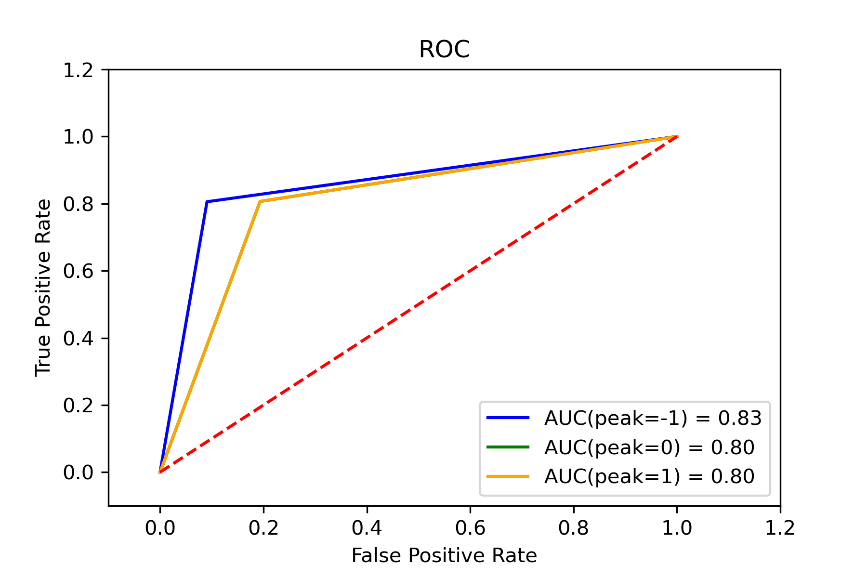 ROC
1.2
1.0
0.8
0.6
0.4
0.2
0.0
True Positive Rate
AUC(peak=-1) = 0.83
AUC(peak=0) = 0.80
AUC(peak=1) = 0.80
0.0 0.2 0.4 0.6 0.8 1.0 1.2
False Positive Rate